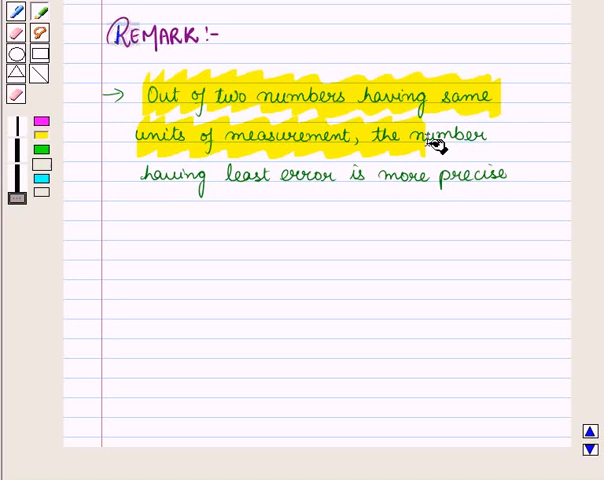 REMARK:-
→ Out of two numbers having same
units of measurement, the number
having least error is more precise